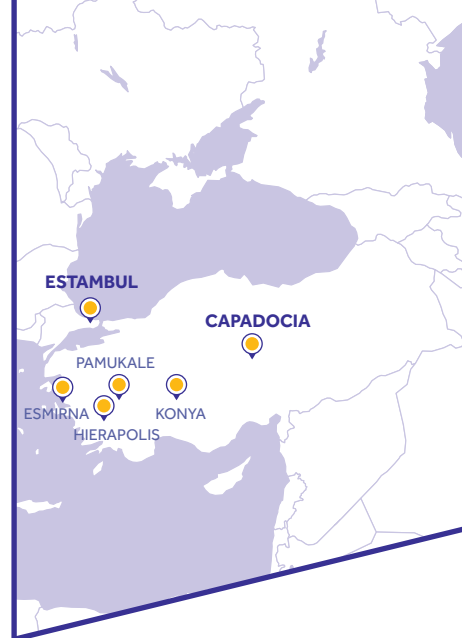 ESTAMBUL
CAPADOCIA
PAMUKALE
ESMIRNA
KONYA
HIERAPOLIS